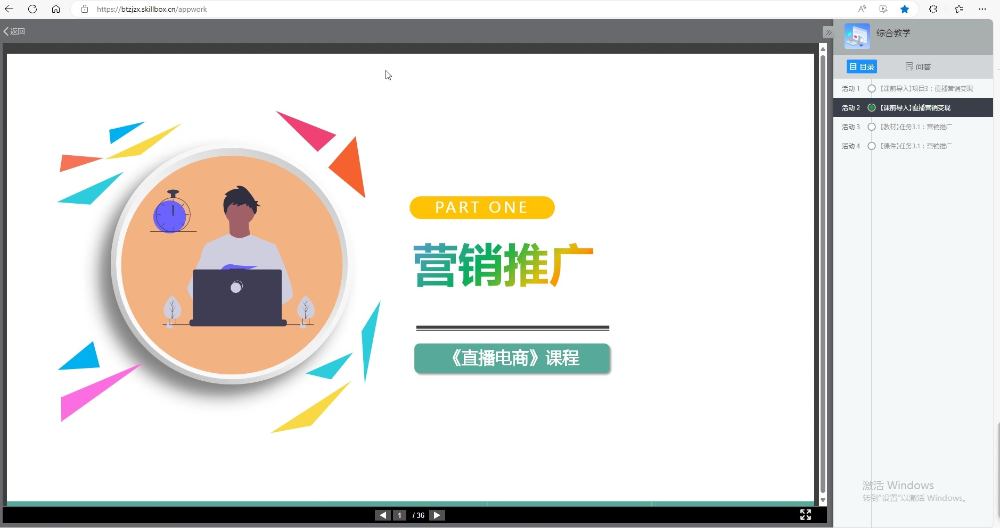 https://btzjzx.skillbox.cn/appwork
返回
综合教学
目录
问答
活动 1 【课前导入】项目3：直播营销变现
活动 2 【课前导入】直播营销变现
活动 3 【教材】任务3.1：营销推广
活动 4 【课件】任务3.1：营销推广
PART ONE
营销推广
《直播电商》课程
激活 Windows
转到“设置”以激活 Windows。
1 / 36